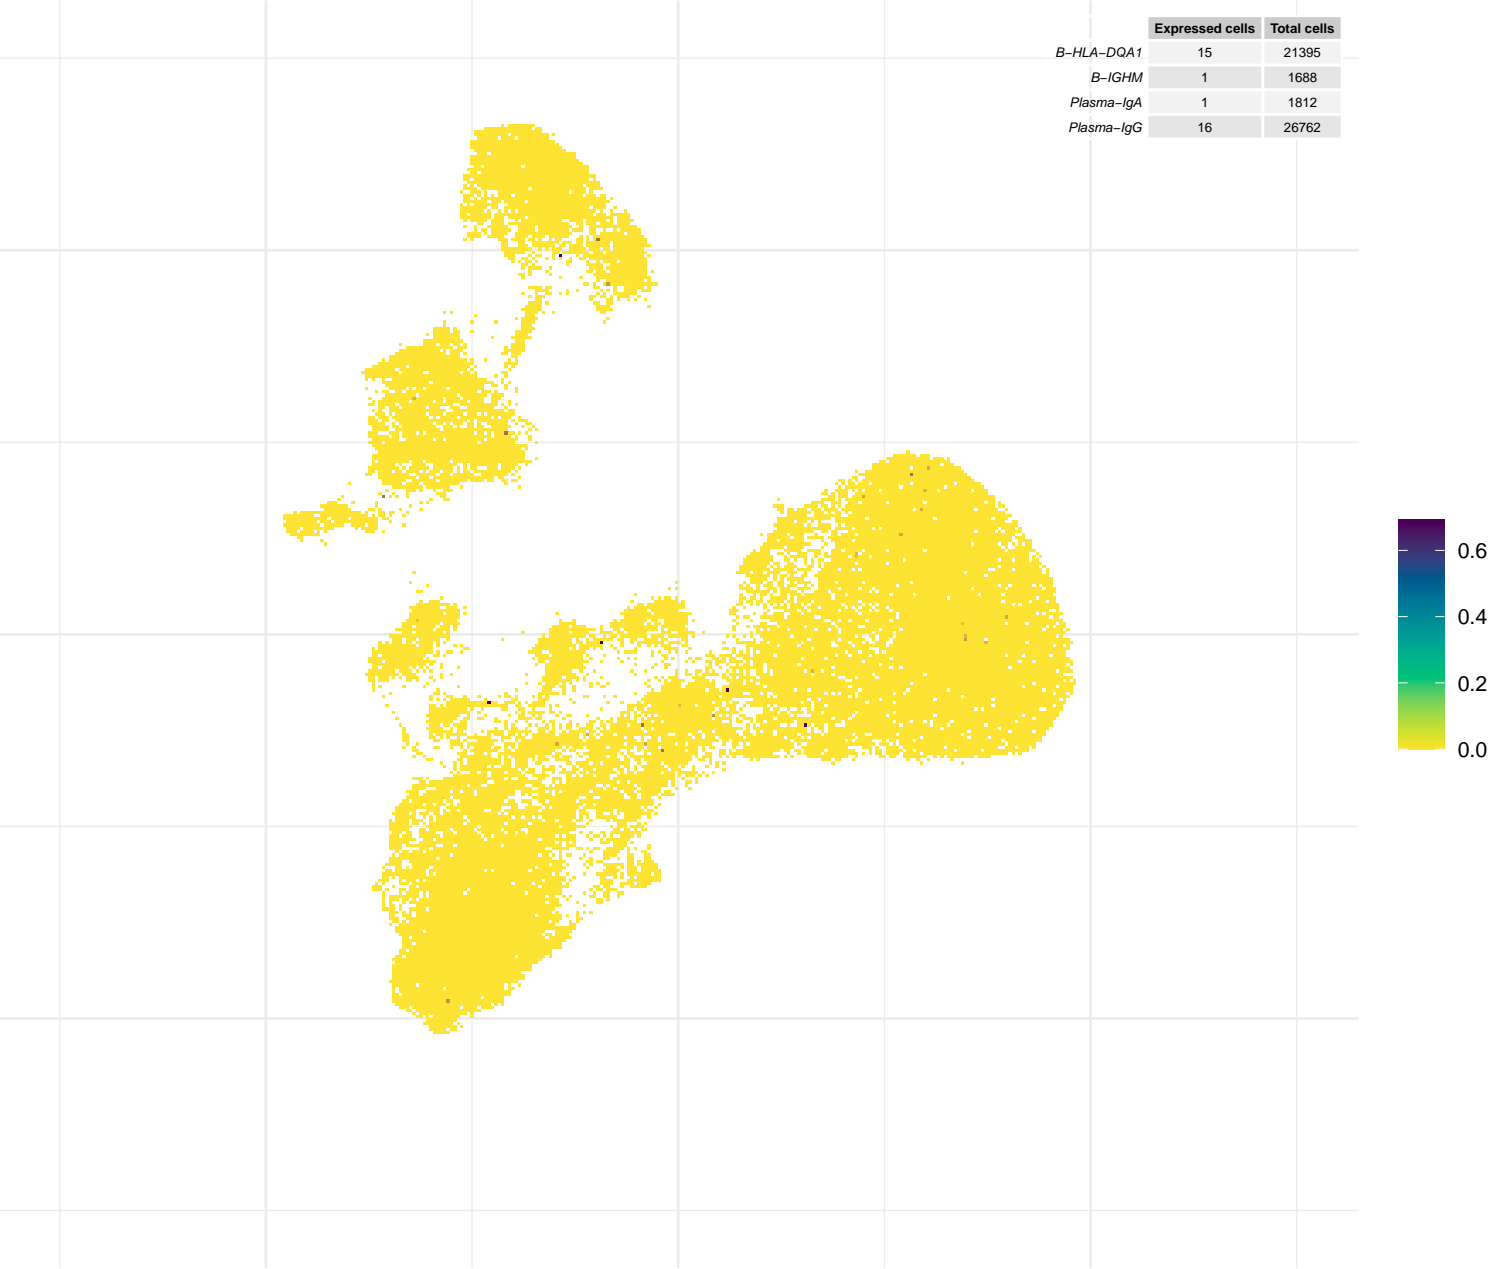 Expressed cells Total cells
B−HLA−DQA1 15 21395
B−IGHM 1 1688
Plasma−IgA 1 1812
Plasma−IgG 16 26762
0.6
0.4
0.2
0.0